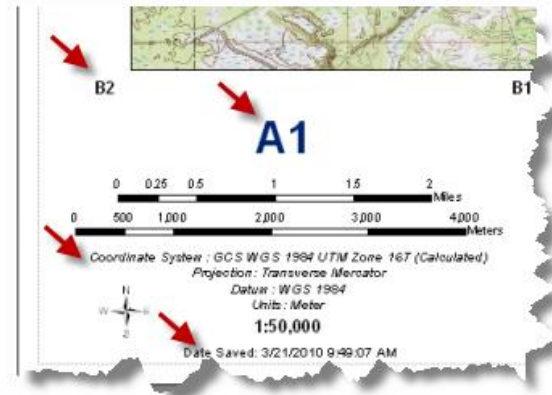 B2 B1
A1
0 0.25 0.5 1 1.5 2
Miles
0 500 1,000 2,000 3,000 4,000
Meters
Coordinate System : GCS WGS 1984 UTM Zone 16T (Calculated)
Projection : Transverse Mercator
Datum : WGS 1984
Units : Meter
N
W E
S
1:50,000
Date Saved: 3/21/2010 9:49:07 AM